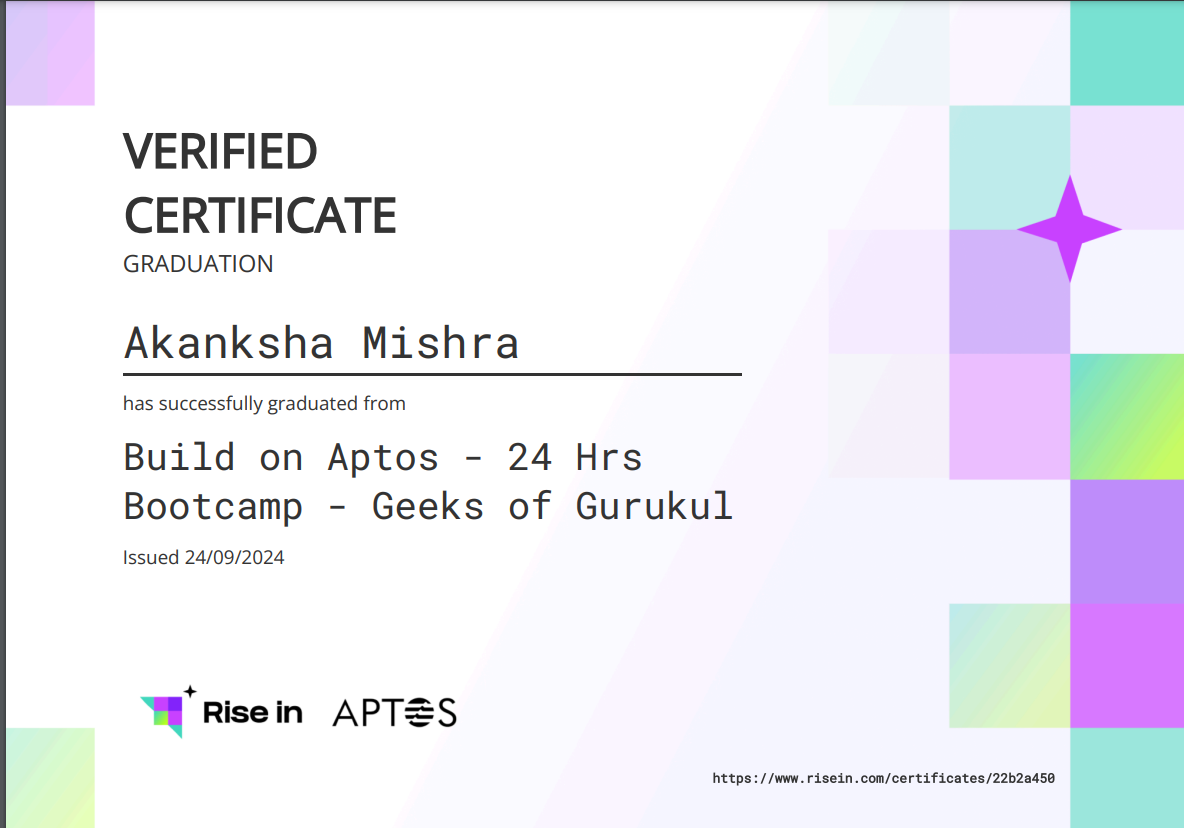 VERIFIED
CERTIFICATE
GRADUATION
Akanksha Mishra
has successfully graduated from
Build on Aptos - 24 Hrs
Bootcamp - Geeks of Gurukul
Issued 24/09/2024
Rise in APTOS
https://www.risein.com/certificates/22b2a450